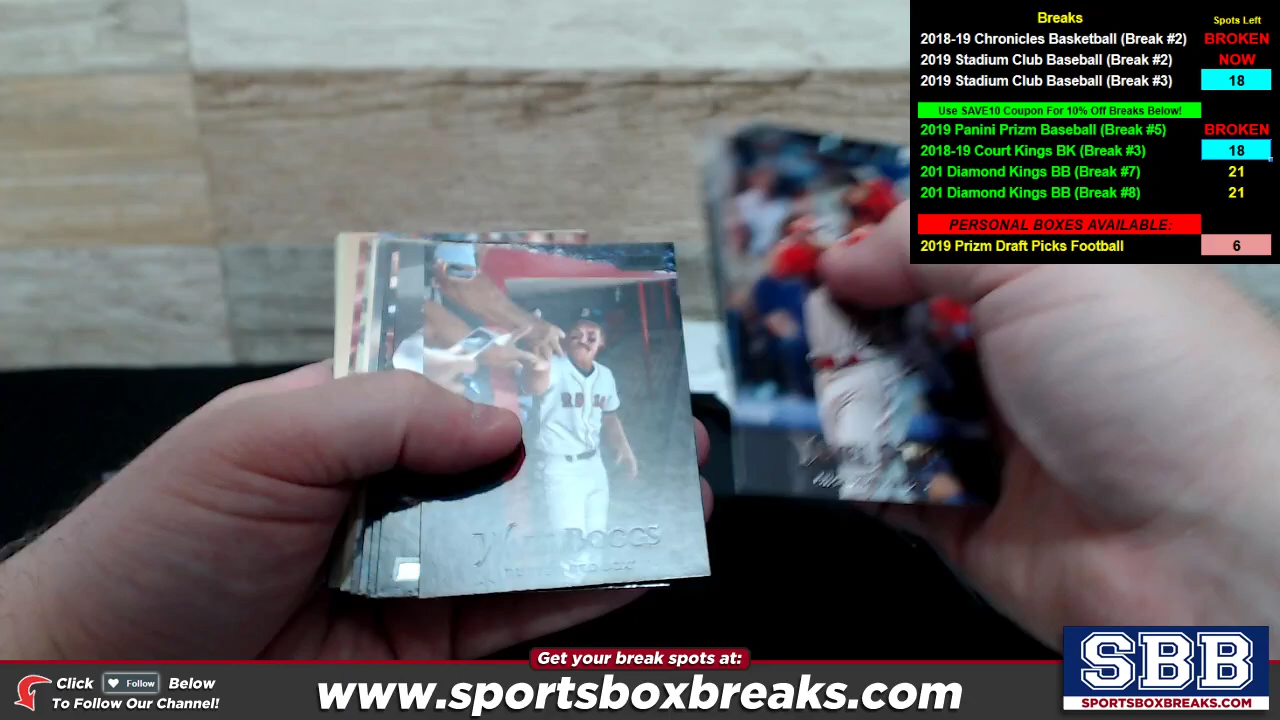 Breaks
Spots Left
2018-19 Chronicles Basketball (Break #2) BROKEN
2019 Stadium Club Baseball (Break #2) NOW
2019 Stadium Club Baseball (Break #3) 18
Use SAVE10 Coupon For 10% Off Breaks Below!
2019 Panini Prizm Baseball (Break #5) BROKEN
2018-19 Court Kings BK (Break #3) 18
201 Diamond Kings BB (Break #7) 21
201 Diamond Kings BB (Break #8) 21
PERSONAL BOXES AVAILABLE:
2019 Prizm Draft Picks Football 6
BOGGS
Get your break spots at:
Click Follow Below
To Follow Our Channel!
www.sportsboxbreaks.com
SBB
SPORTSBOXBREAKS.COM